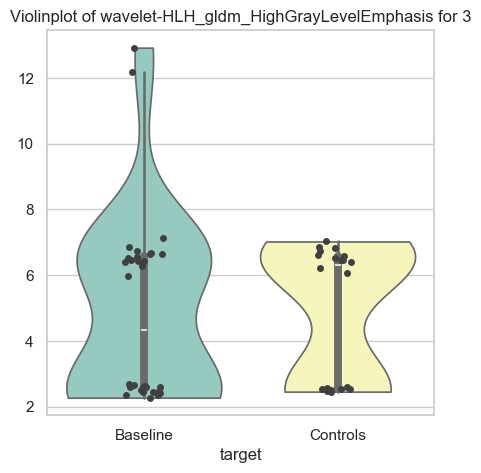 Violinplot of wavelet-HLH_gldm_HighGrayLevelEmphasis for 3
12
10
8
6
4
2
Baseline
Controls
target